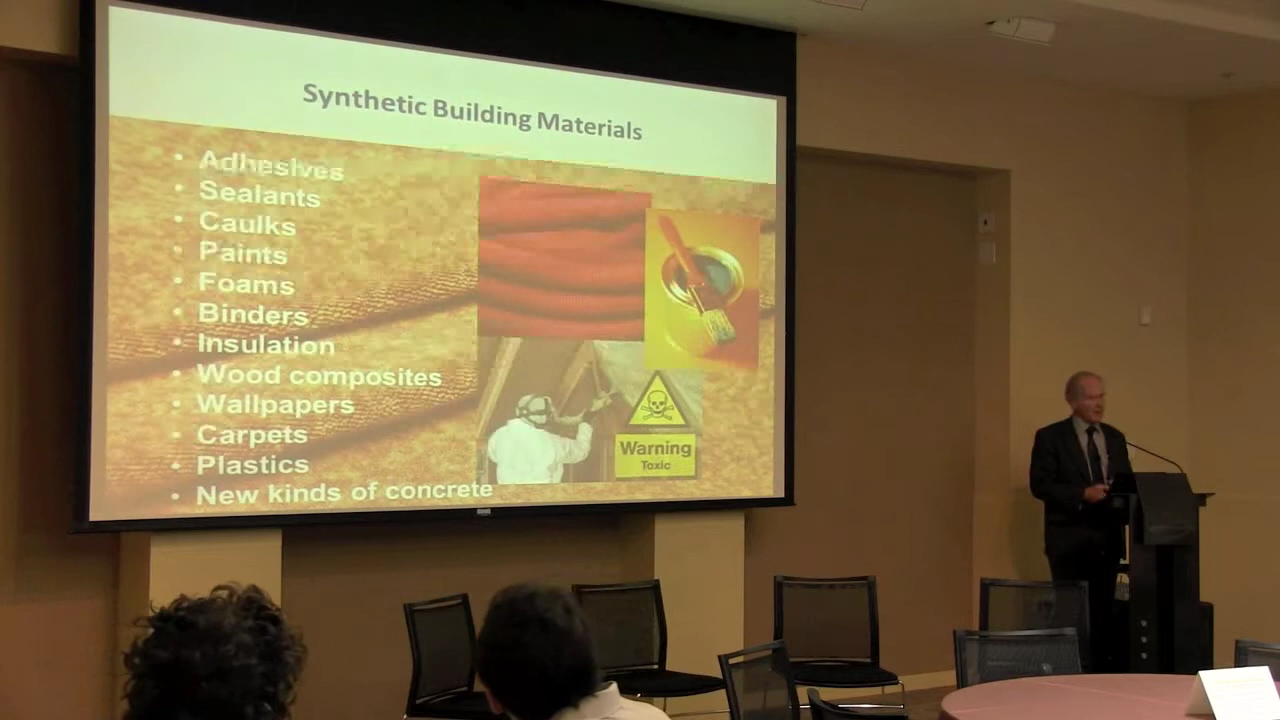 Synthetic Building Materials
• Adhesives
• Sealants
• Caulks
• Paints
• Foams
• Binders
• Insulation
• Wood composites
• Wallpapers
• Carpets
• Plastics
• New kinds of concrete
Warning
Toxic